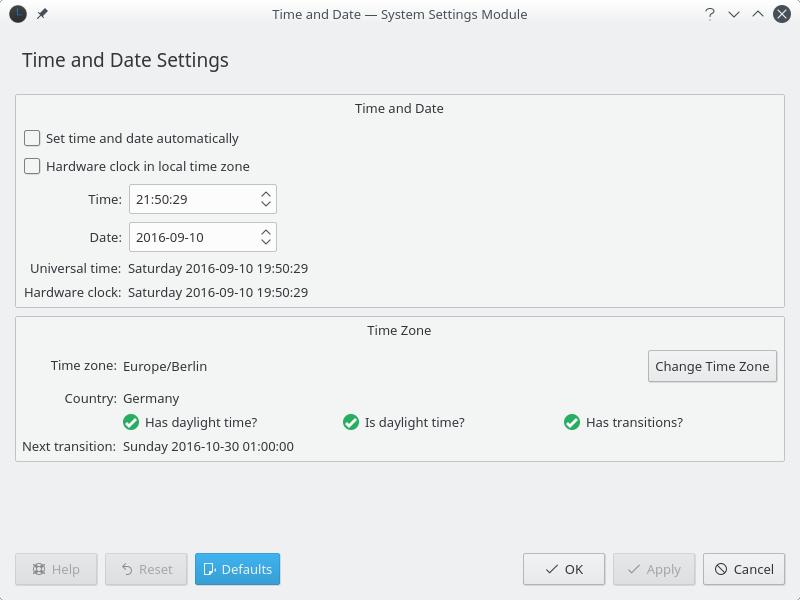 Time and Date — System Settings Module
Time and Date Settings
Time and Date
Set time and date automatically
Hardware clock in local time zone
Time: 21:50:29
Date: 2016-09-10
Universal time: Saturday 2016-09-10 19:50:29
Hardware clock: Saturday 2016-09-10 19:50:29
Time Zone
Time zone: Europe/Berlin Change Time Zone
Country: Germany
Has daylight time? Is daylight time? Has transitions?
Next transition: Sunday 2016-10-30 01:00:00
Help Reset Defaults OK Apply Cancel